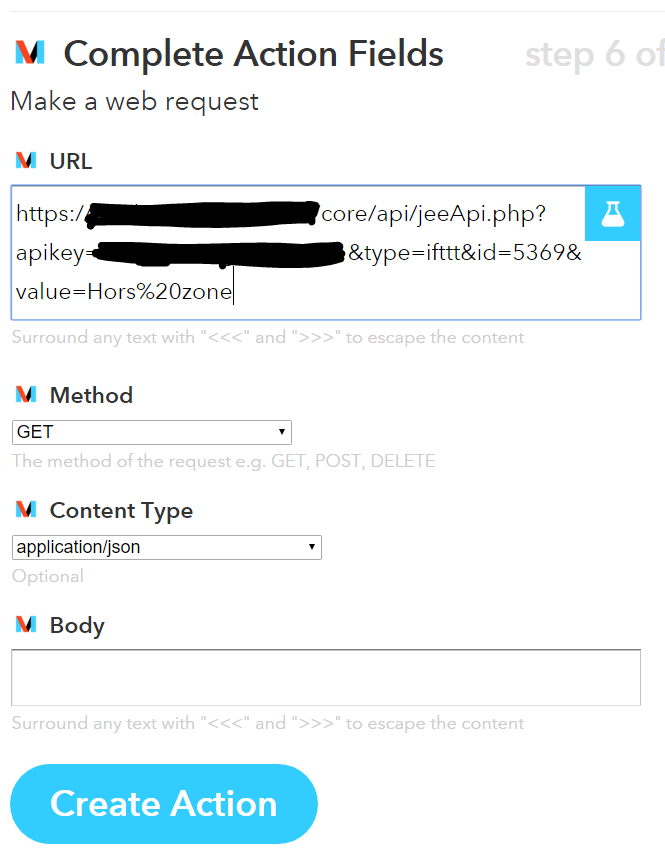 Complete Action Fields
step 6 of
Make a web request
URL
https:/ core/api/jeeApi.php?
apikey= &type=ifttt&id=5369&
value=Hors%20zone
Surround any text with "<<<" and ">>>" to escape the content
Method
GET
The method of the request e.g. GET, POST, DELETE
Content Type
application/json
Optional
Body
Surround any text with "<<<" and ">>>" to escape the content
Create Action